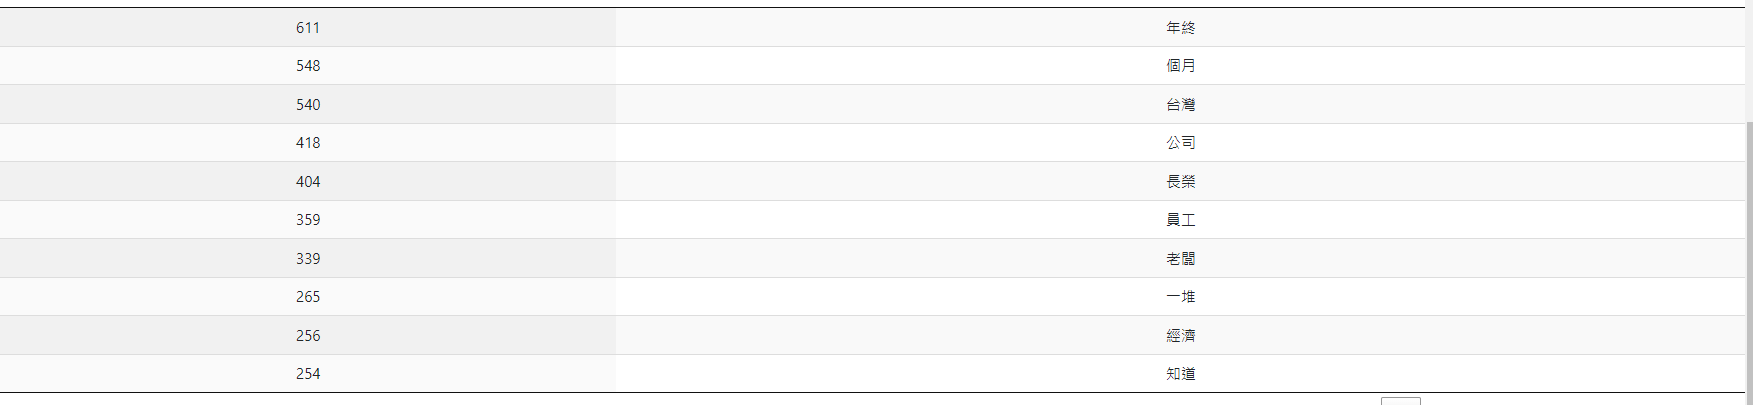 611 年終
548 個月
540 台灣
418 公司
404 長榮
359 員工
339 老闆
265 一堆
256 經濟
254 知道